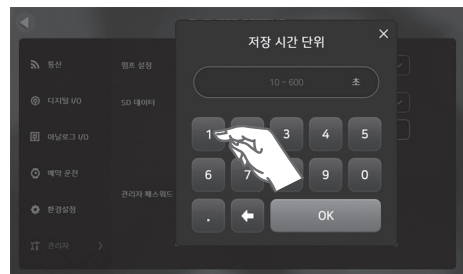 저장 시간 단위
10 ~ 600 초
통신
펌프 설정
디지털 I/O
SD 데이터
아날로그 I/O
예약 운전
관리자 패스워드
환경설정
관리자
1 3 4 5
6 7 9 0
. OK